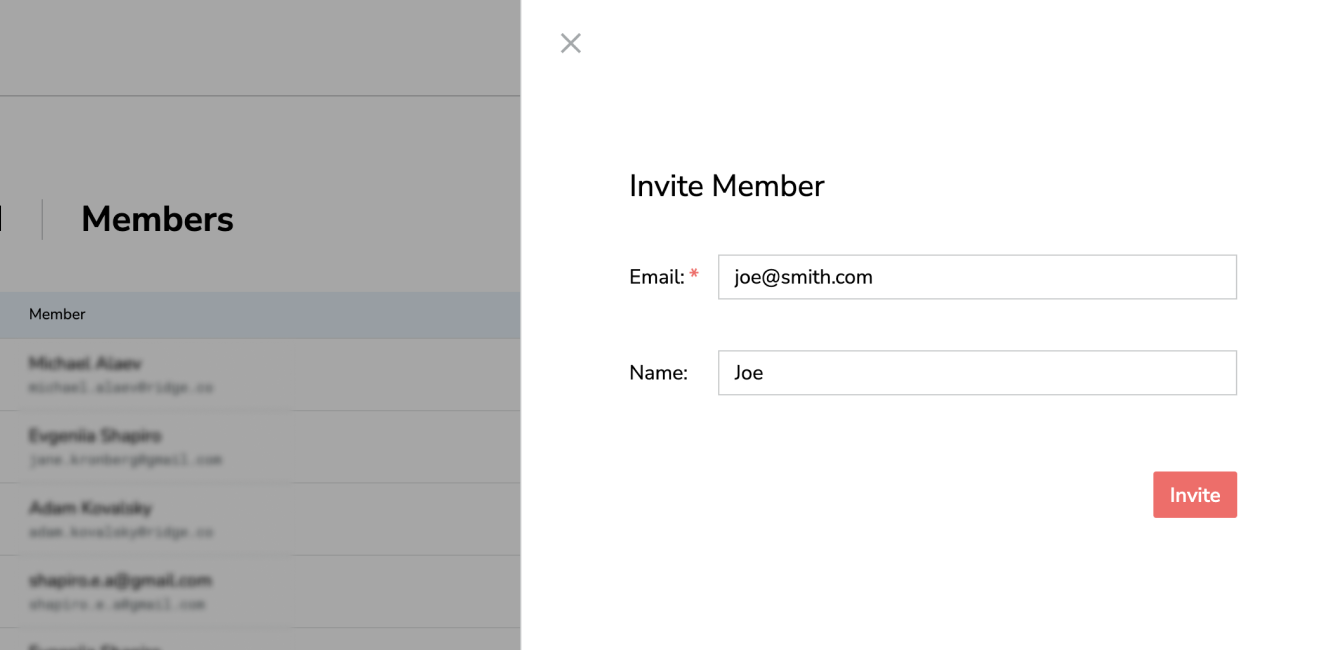 Members
Member
Michael Alaev
michael.alaev@ridge.co
Evgeniia Shapiro
jane.kronberg@gmail.com
Adam Kovalsky
adam.kovalsky@ridge.co
shapiro.e.a@gmail.com
shapiro.e.a@gmail.com
Invite Member
Email: *
joe@smith.com
Name:
Joe
Invite